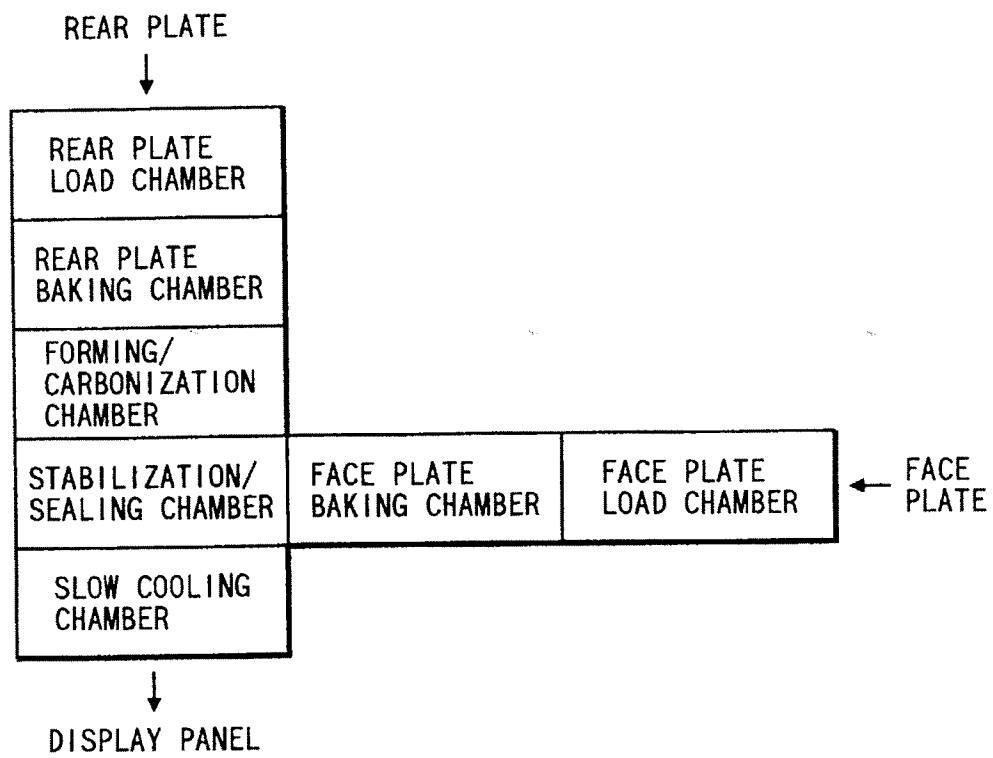 REAR PLATE
REAR PLATE
LOAD CHAMBER
REAR PLATE
BAKING CHAMBER
FORMING/
CARBONIZATION
CHAMBER
STABILIZATION/
SEALING CHAMBER
FACE PLATE
BAKING CHAMBER
FACE PLATE
LOAD CHAMBER
FACE
PLATE
SLOW COOLING
CHAMBER
DISPLAY PANEL